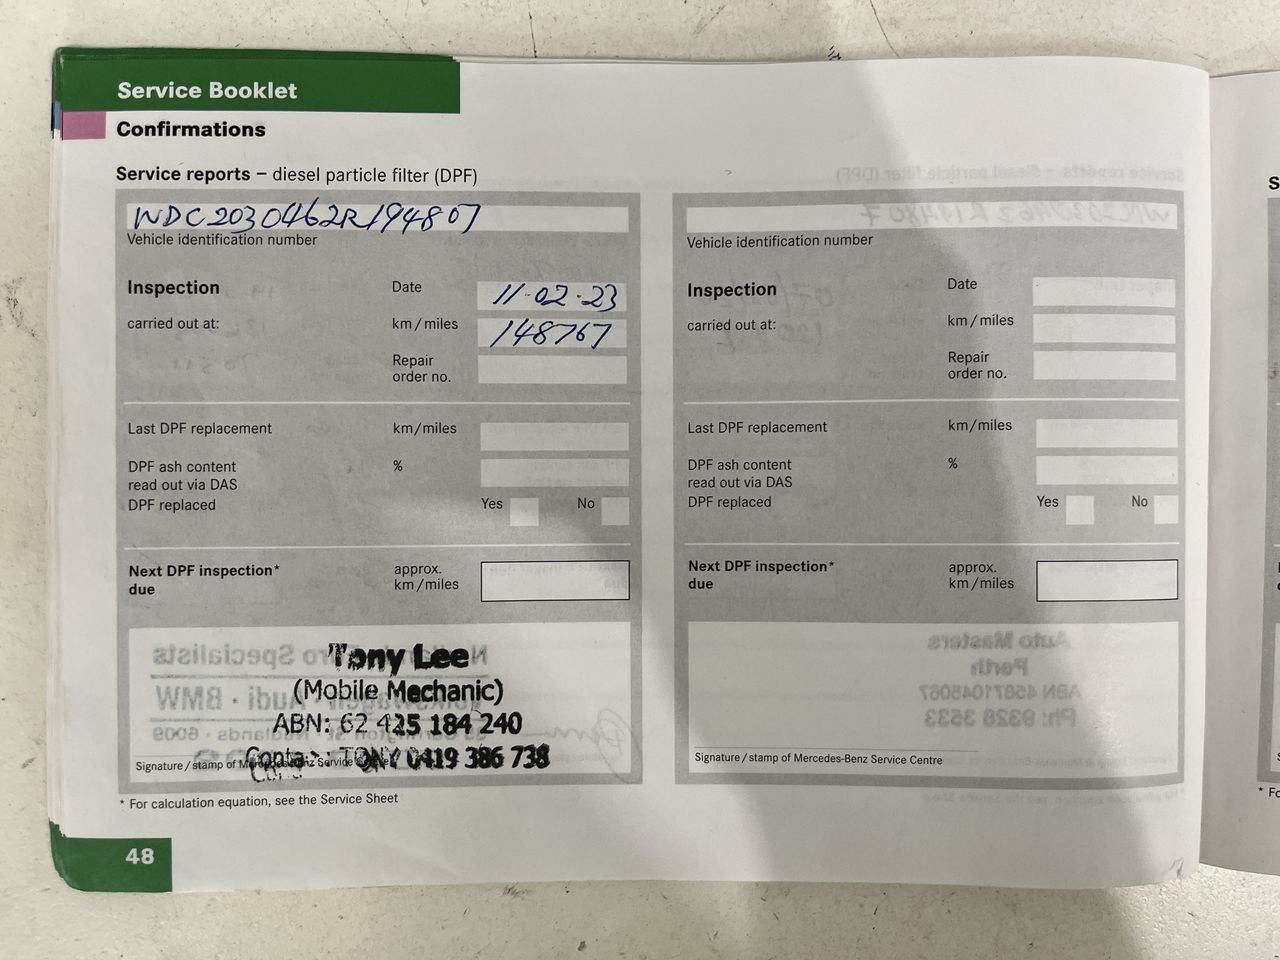 Service Booklet
Confirmations
Service reports – diesel particle filter (DPF)
WDC2030462R194807
Vehicle identification number
Inspection
Date
11-02-23
carried out at:
km/miles
148767
Repair
order no.
Last DPF replacement
km/miles
DPF ash content
read out via DAS
%
DPF replaced
Yes
No
Next DPF inspection*
due
approx.
km/miles
Tony Lee
(Mobile Mechanic)
ABN: 62 425 184 240
Contact: TONY 0419 386 738
Signature/stamp of Mercedes-Benz Service
* For calculation equation, see the Service Sheet
48
Vehicle identification number
Inspection
Date
carried out at:
km/miles
Repair
order no.
Last DPF replacement
km/miles
DPF ash content
read out via DAS
%
DPF replaced
Yes
No
Next DPF inspection*
due
approx.
km/miles
Signature/stamp of Mercedes-Benz Service Centre